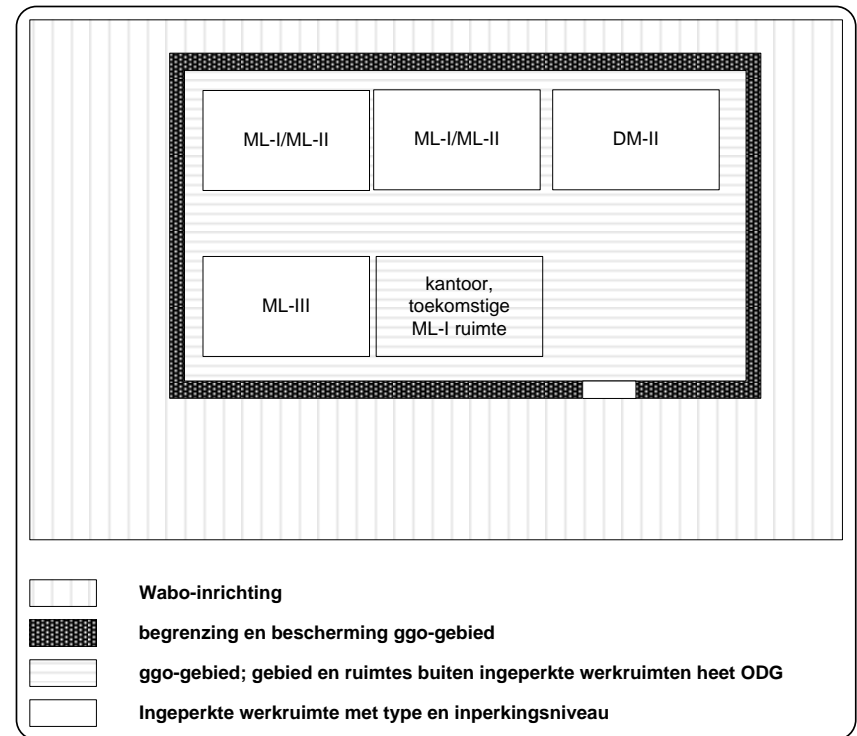 ML-I/ML-II
ML-I/ML-II
DM-II
ML-III
kantoor,
toekomstige
ML-I ruimte
Wabo-inrichting
begrenzing en bescherming ggo-gebied
ggo-gebied; gebied en ruimtes buiten ingeperkte werkruimten heet ODG
Ingeperkte werkruimte met type en inperkingsniveau